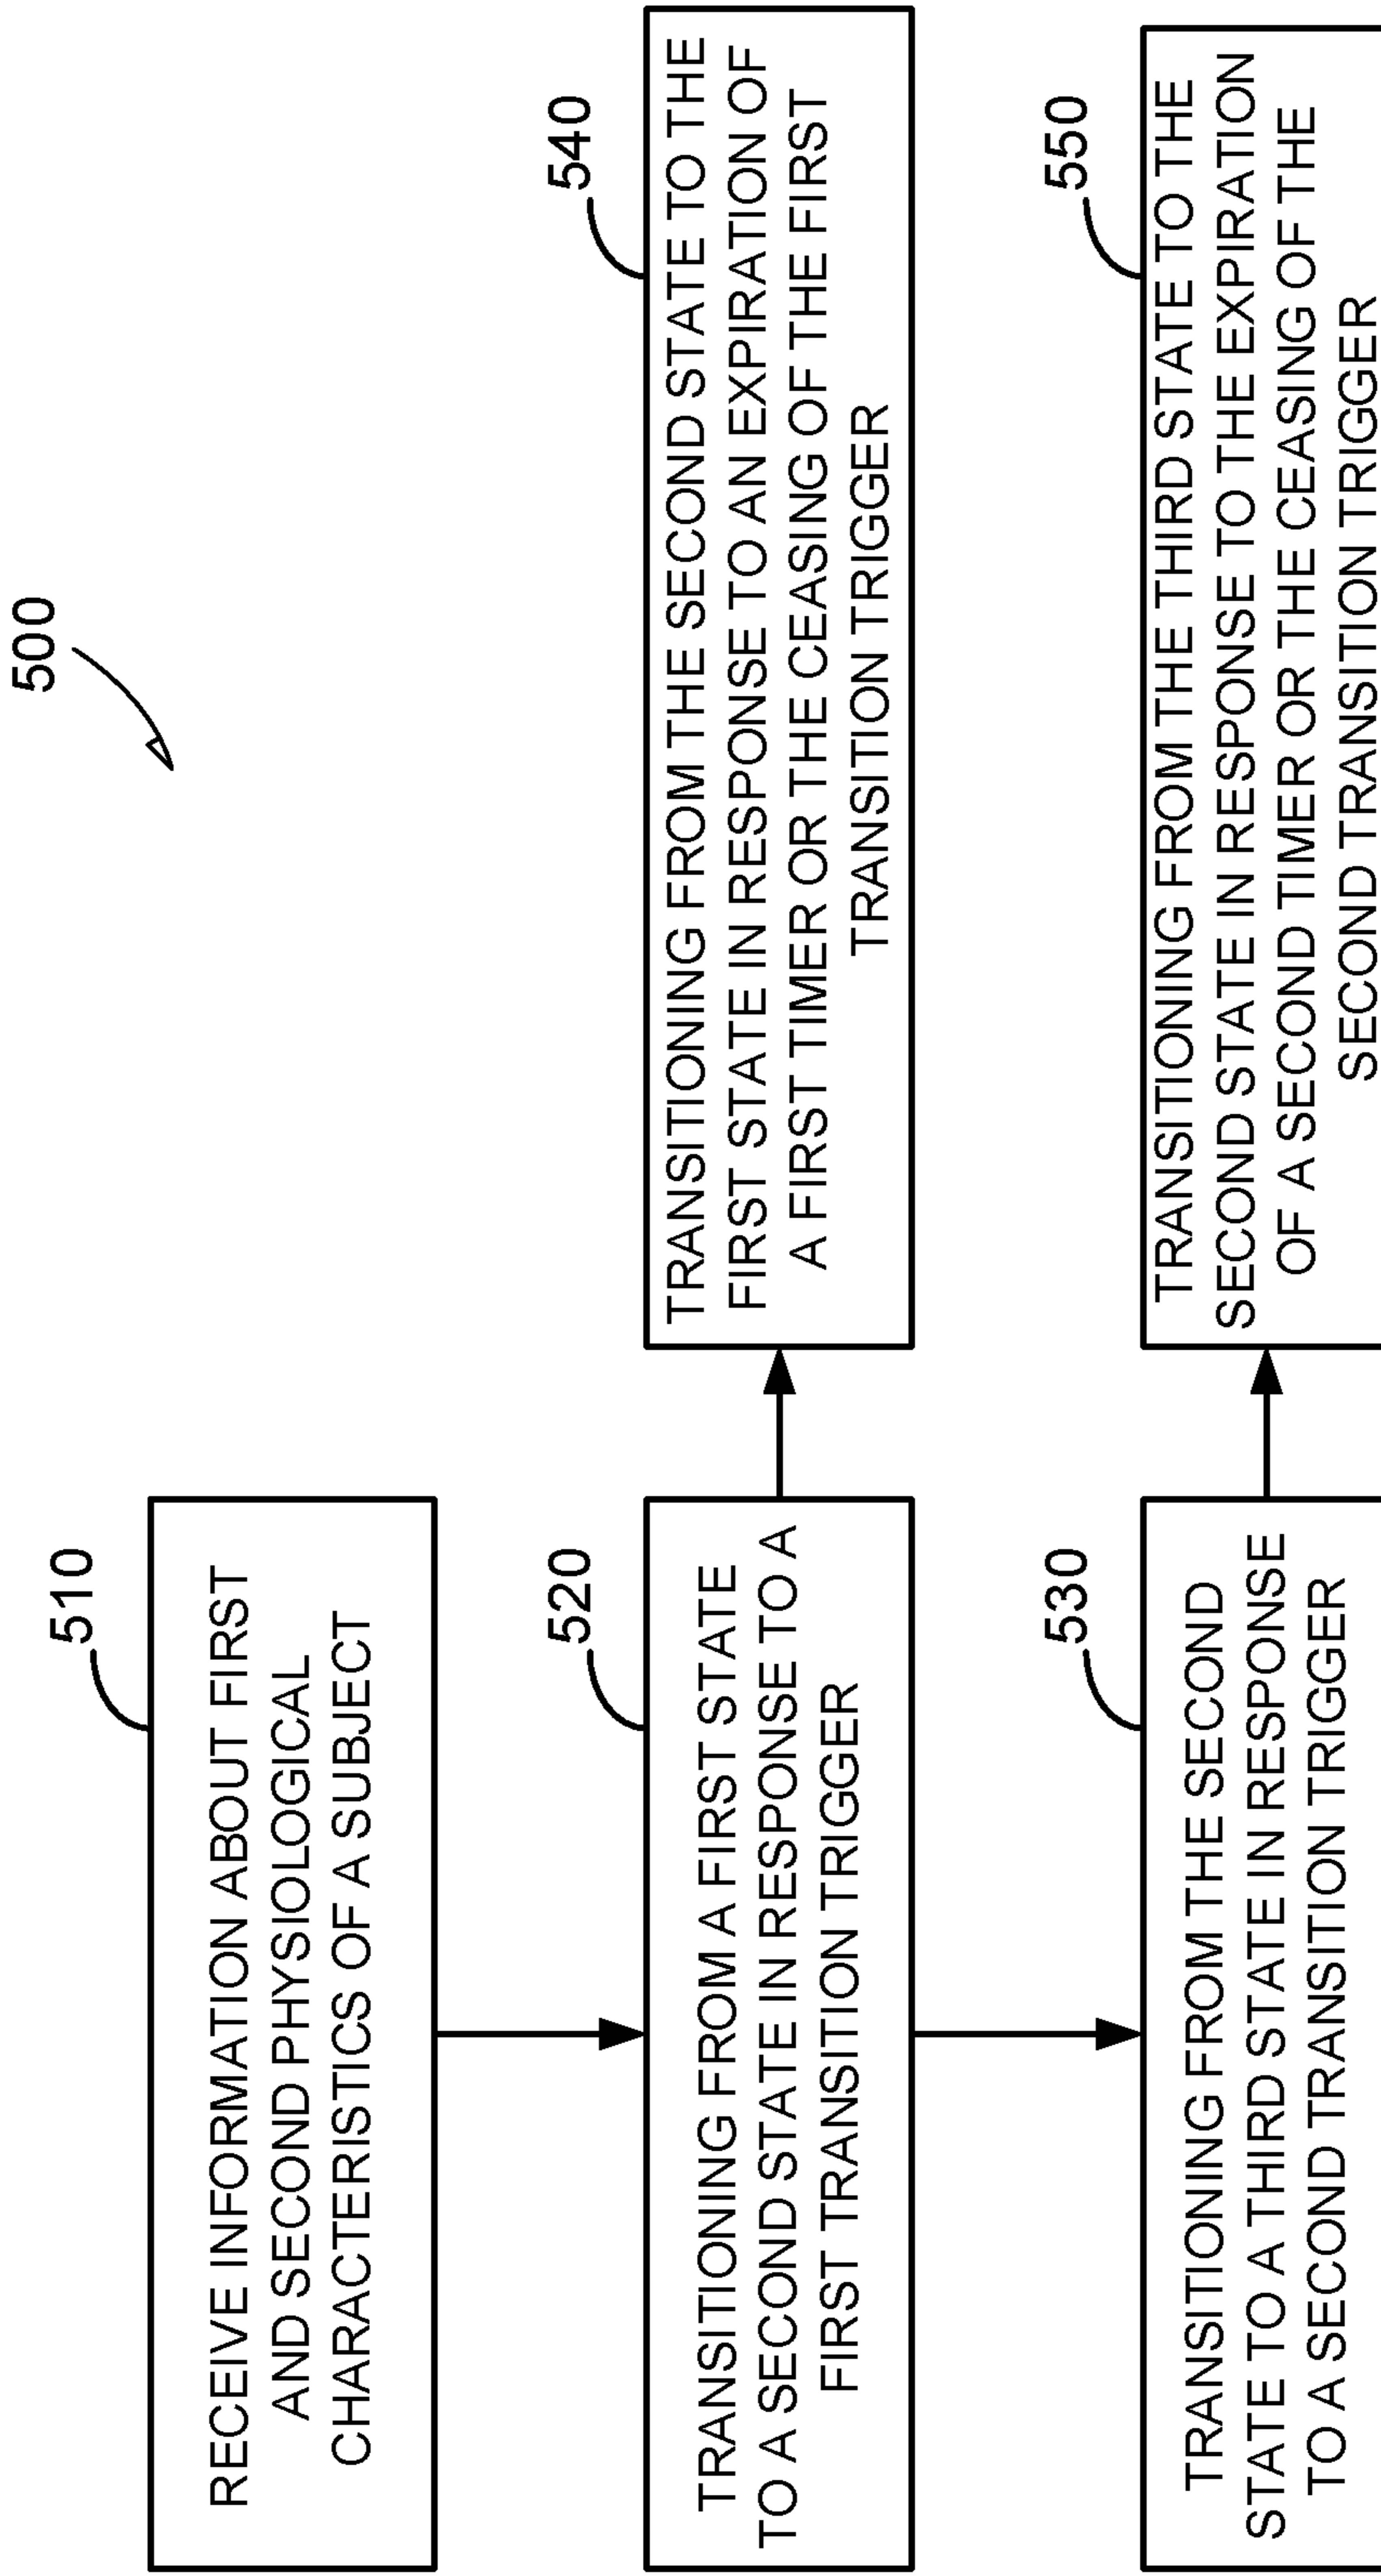 500
510
RECEIVE INFORMATION ABOUT FIRST
AND SECOND PHYSIOLOGICAL
CHARACTERISTICS OF A SUBJECT
520
TRANSITIONING FROM A FIRST STATE
TO A SECOND STATE IN RESPONSE TO A
FIRST TRANSITION TRIGGER
540
TRANSITIONING FROM THE SECOND STATE TO THE
FIRST STATE IN RESPONSE TO AN EXPIRATION OF
A FIRST TIMER OR THE CEASING OF THE FIRST
TRANSITION TRIGGER
530
TRANSITIONING FROM THE SECOND
STATE TO A THIRD STATE IN RESPONSE
TO A SECOND TRANSITION TRIGGER
550
TRANSITIONING FROM THE THIRD STATE TO THE
SECOND STATE IN RESPONSE TO THE EXPIRATION
OF A SECOND TIMER OR THE CEASING OF THE
SECOND TRANSITION TRIGGER